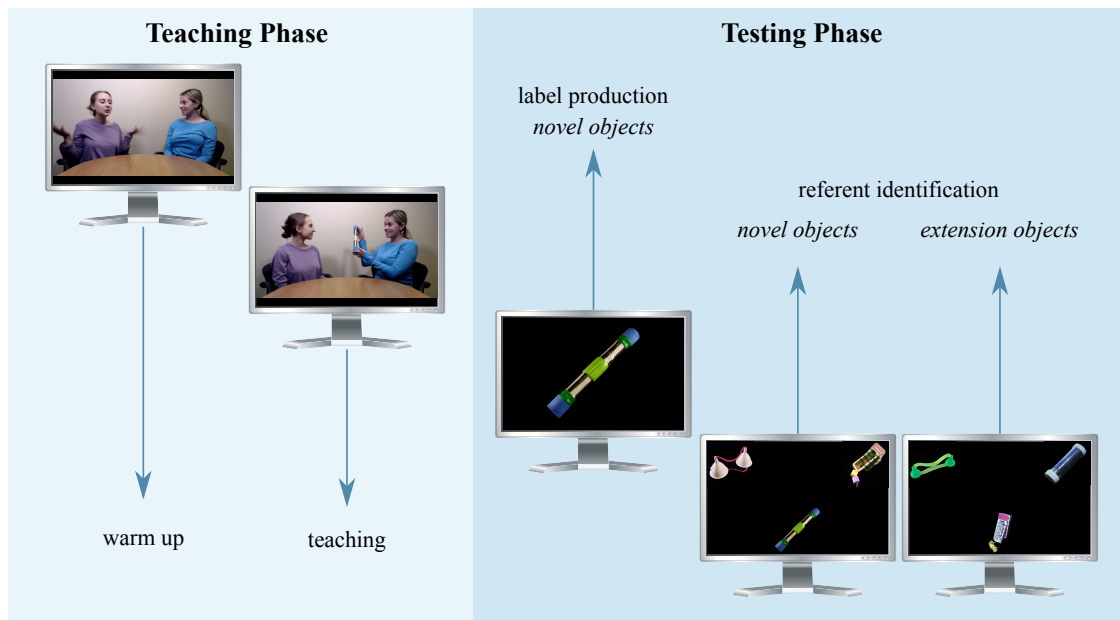 Teaching Phase
warm up
teaching
Testing Phase
label production
novel objects
referent identification
novel objects
extension objects